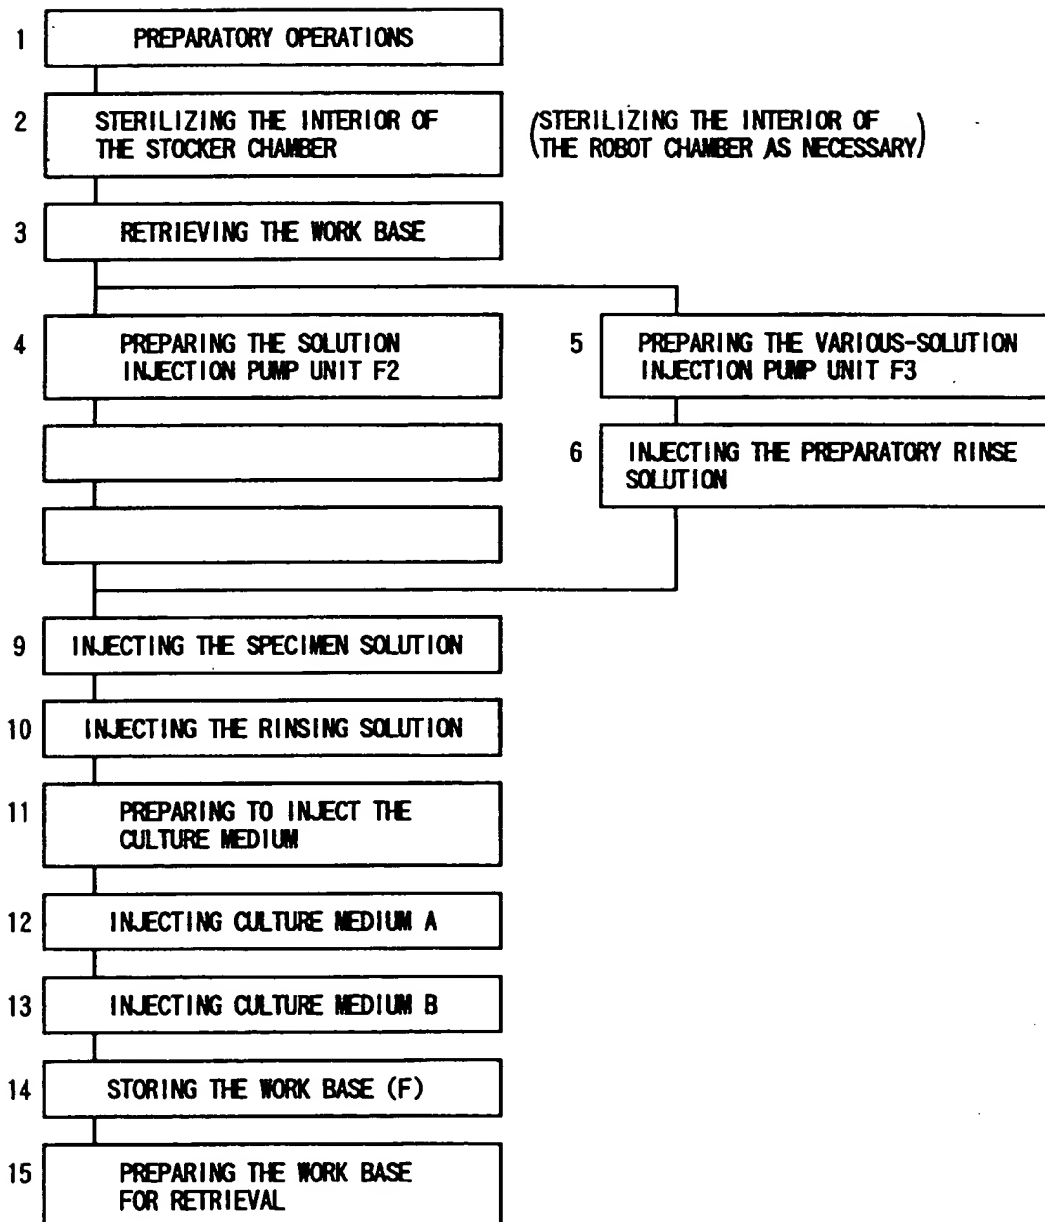 1 PREPARATORY OPERATIONS
2 STERILIZING THE INTERIOR OF
THE STOCKER CHAMBER
(STERILIZING THE INTERIOR OF
THE ROBOT CHAMBER AS NECESSARY)
3 RETRIEVING THE WORK BASE
4 PREPARING THE SOLUTION
INJECTION PUMP UNIT F2
5 PREPARING THE VARIOUS-SOLUTION
INJECTION PUMP UNIT F3
6 INJECTING THE PREPARATORY RINSE
SOLUTION
9 INJECTING THE SPECIMEN SOLUTION
10 INJECTING THE RINSING SOLUTION
11 PREPARING TO INJECT THE
CULTURE MEDIUM
12 INJECTING CULTURE MEDIUM A
13 INJECTING CULTURE MEDIUM B
14 STORING THE WORK BASE (F)
15 PREPARING THE WORK BASE
FOR RETRIEVAL